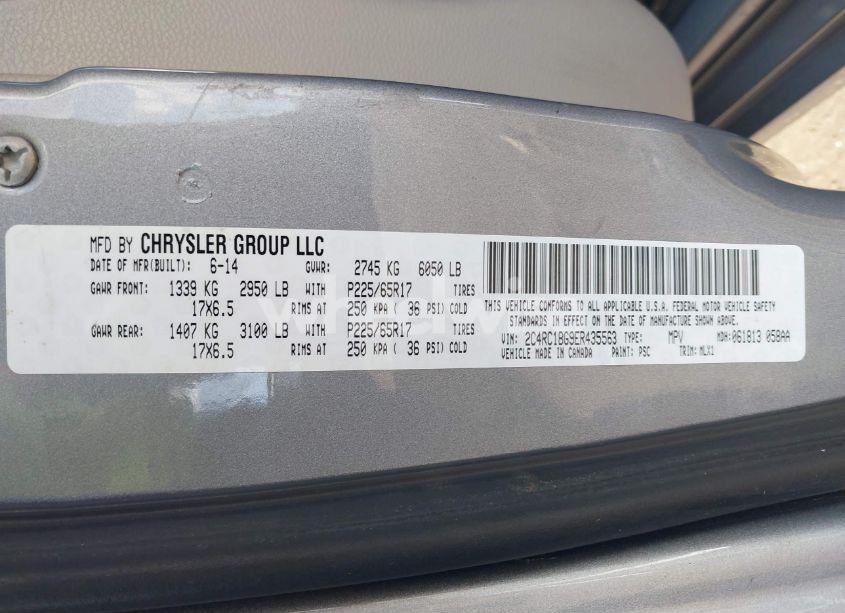 MFD BY CHRYSLER GROUP LLC
DATE OF MFR(BUILT): 6-14 GVWR: 2745 KG 6050 LB
GAWR FRONT: 1339 KG 2950 LB WITH P225/65R17 TIRES
17X6.5 RIMS AT 250 KPA ( 36 PSI) COLD
GAWR REAR: 1407 KG 3100 LB WITH P225/65R17 TIRES
17X6.5 RIMS AT 250 KPA ( 36 PSI) COLD
THIS VEHICLE CONFORMS TO ALL APPLICABLE U.S.A. FEDERAL MOTOR VEHICLE SAFETY
STANDARDS IN EFFECT ON THE DATE OF MANUFACTURE SHOWN ABOVE.
VIN: 2C4RC1BG9ER435563 TYPE: MPV MDH: 061813 058AA
VEHICLE MADE IN CANADA PAINT: PSC TRIM: MLX1